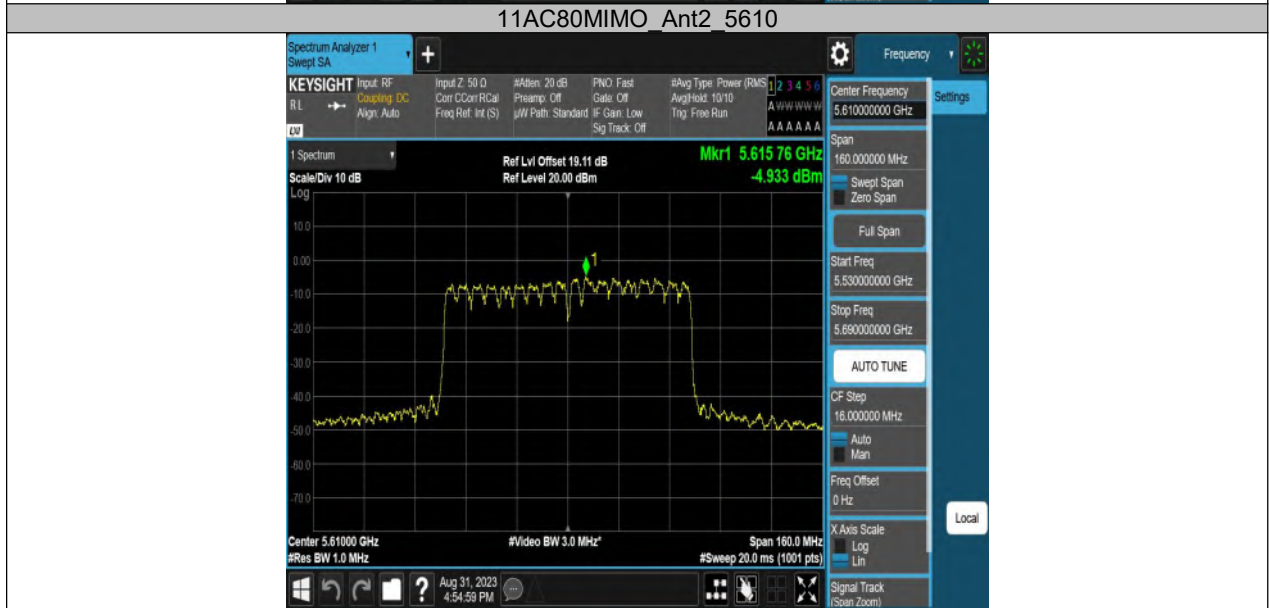 11AC80MIMO_Ant2_5610
Spectrum Analyzer 1
Swept SA
+
Frequency
KEYSIGHT
RL
LXI
Input: RF
Coupling: DC
Align: Auto
Input Z: 50 Ω
Corr CCorr RCal
Freq Ref: Int (S)
#Atten: 20 dB
Preamp: Off
µW Path: Standard
PNO: Fast
Gate: Off
IF Gain: Low
Sig Track: Off
#Avg Type: Power (RMS
Avg|Hold: 10/10
Trig: Free Run
1 2 3 4 5 6
A W W W W W
A A A A A A
1 Spectrum
Scale/Div 10 dB
Ref Lvl Offset 19.11 dB
Ref Level 20.00 dBm
Mkr1 5.615 76 GHz
-4.933 dBm
Log
10.0
0.00
-10.0
-20.0
-30.0
-40.0
-50.0
-60.0
-70.0
1
Center 5.61000 GHz
#Res BW 1.0 MHz
#Video BW 3.0 MHz*
Span 160.0 MHz
#Sweep 20.0 ms (1001 pts)
Center Frequency
5.610000000 GHz
Settings
Span
160.000000 MHz
Swept Span
Zero Span
Full Span
Start Freq
5.530000000 GHz
Stop Freq
5.690000000 GHz
AUTO TUNE
CF Step
16.000000 MHz
Auto
Man
Freq Offset
0 Hz
X Axis Scale
Log
Lin
Local
Signal Track
(Span Zoom)
?
Aug 31, 2023
4:54:59 PM